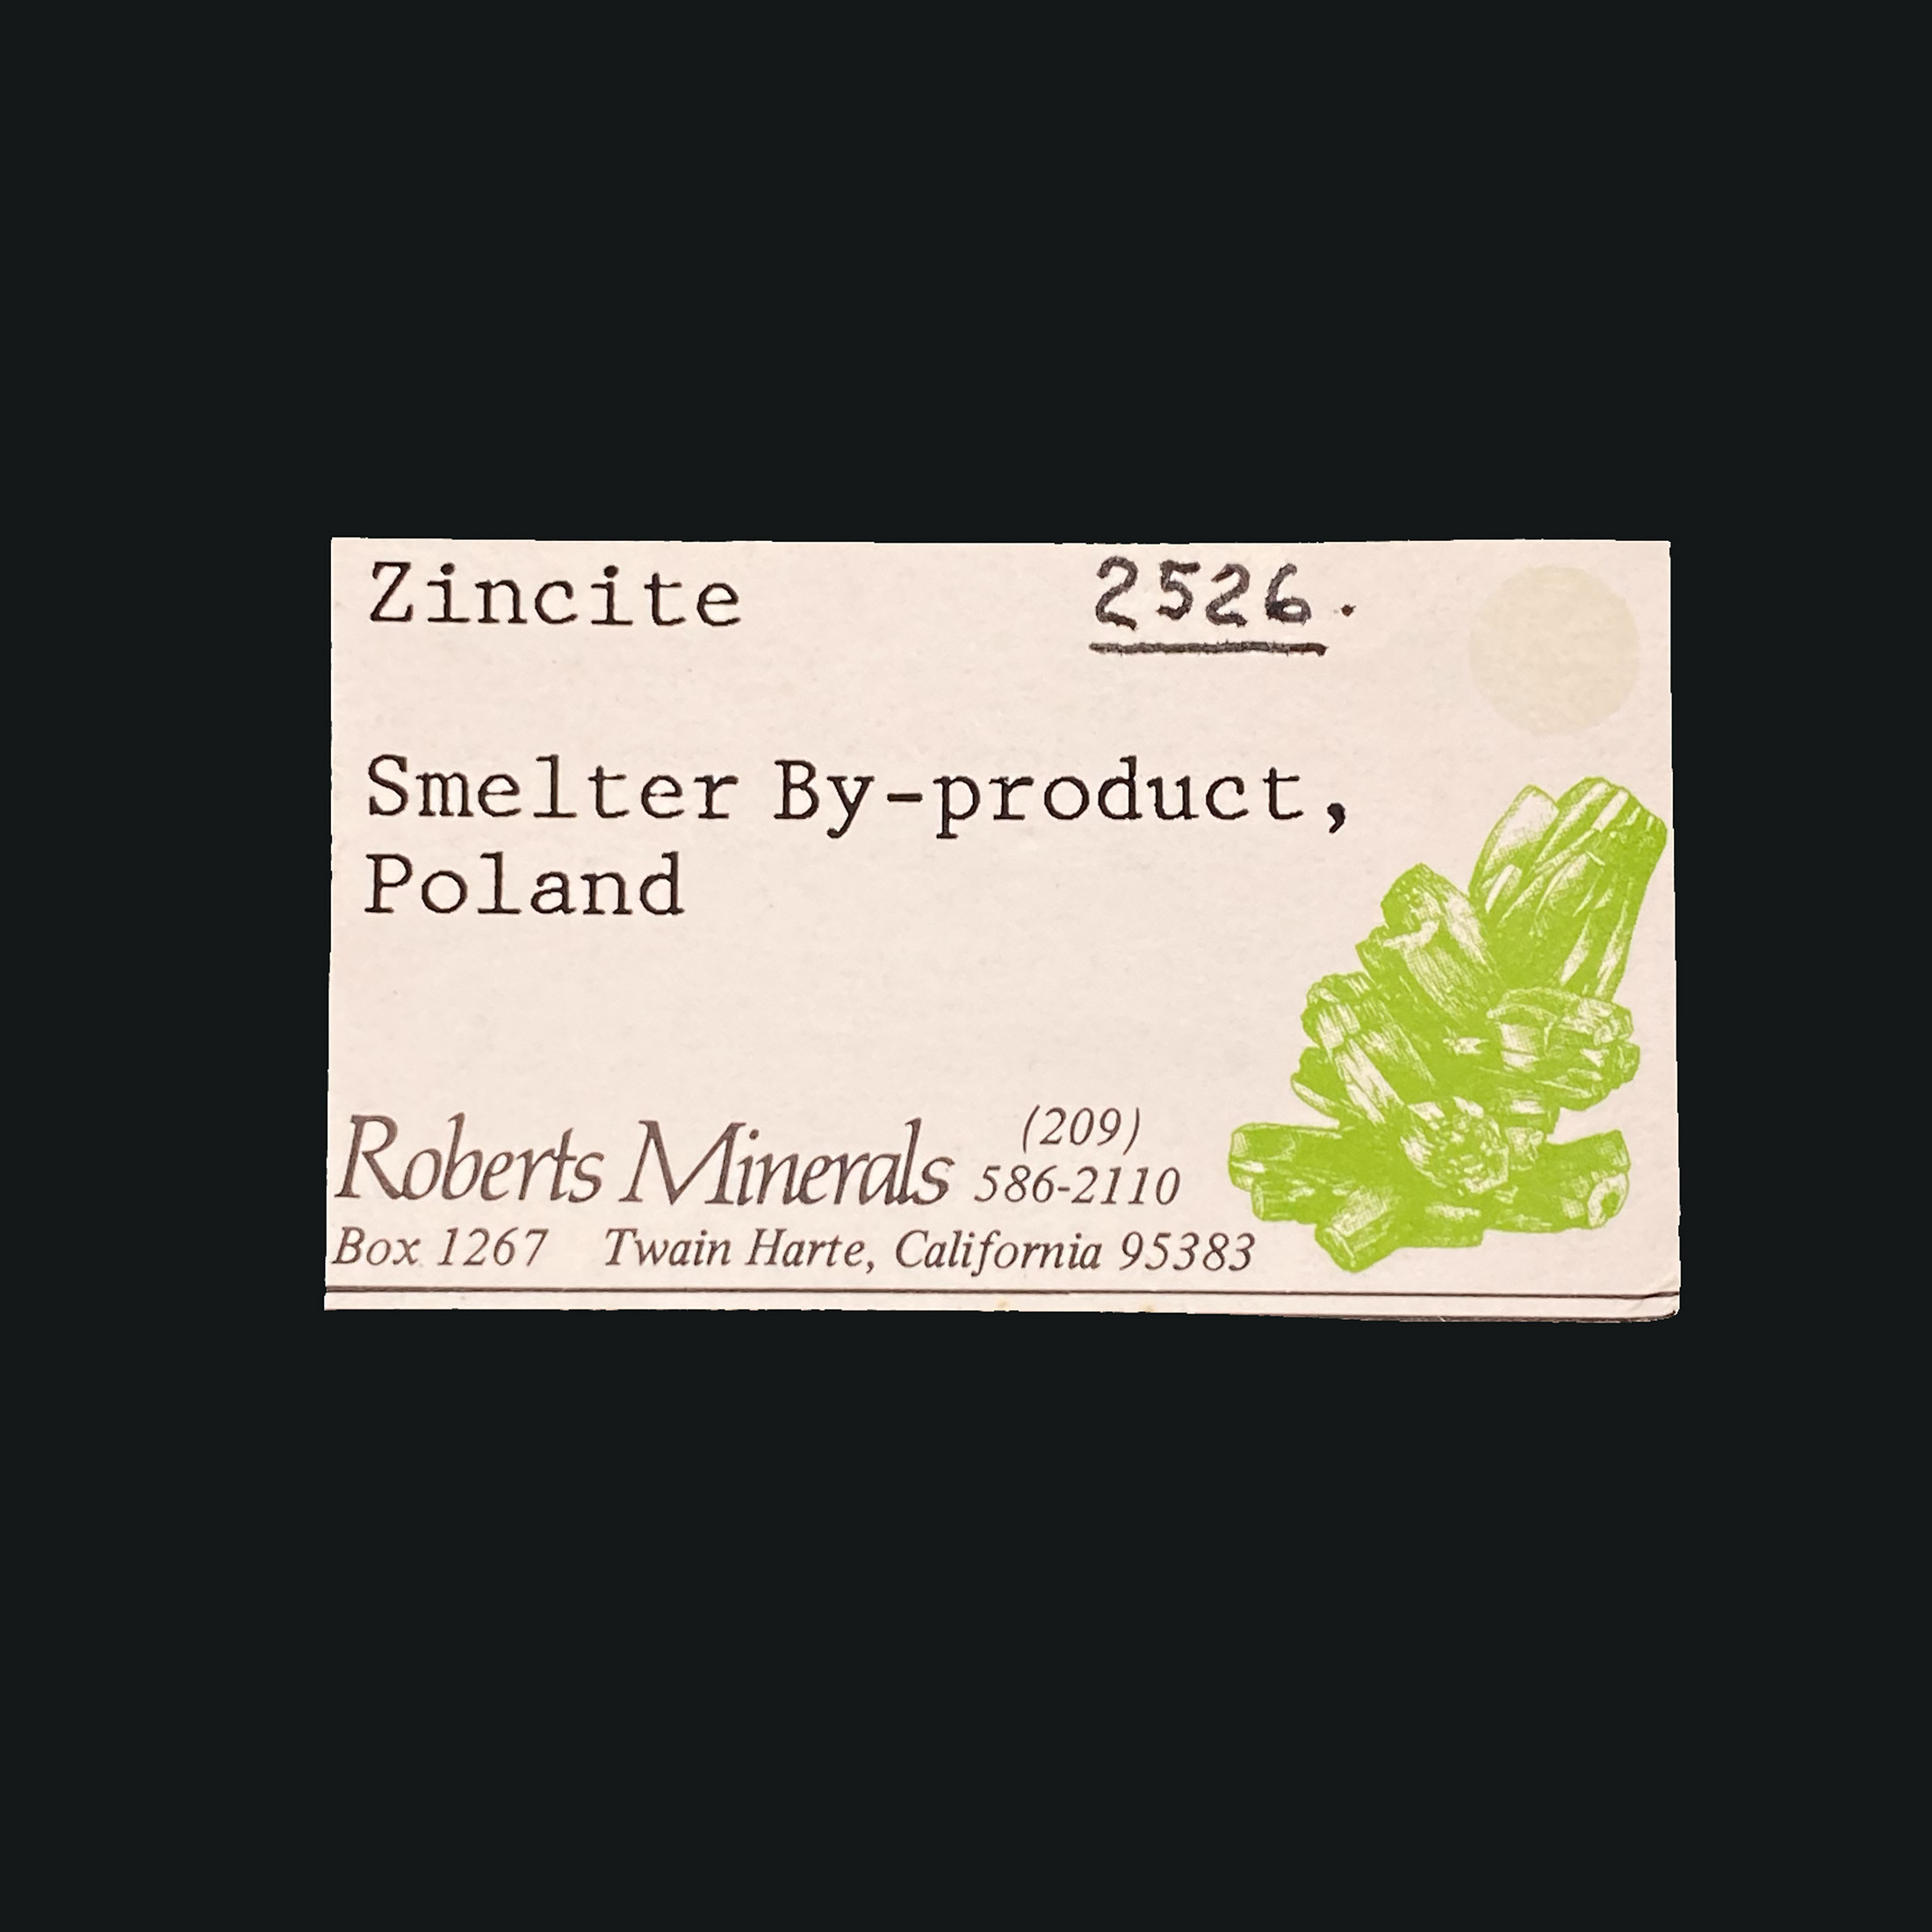 Zincite 2526.
Smelter By-product,
Poland
Roberts Minerals (209) 586-2110
Box 1267 Twain Harte, California 95383